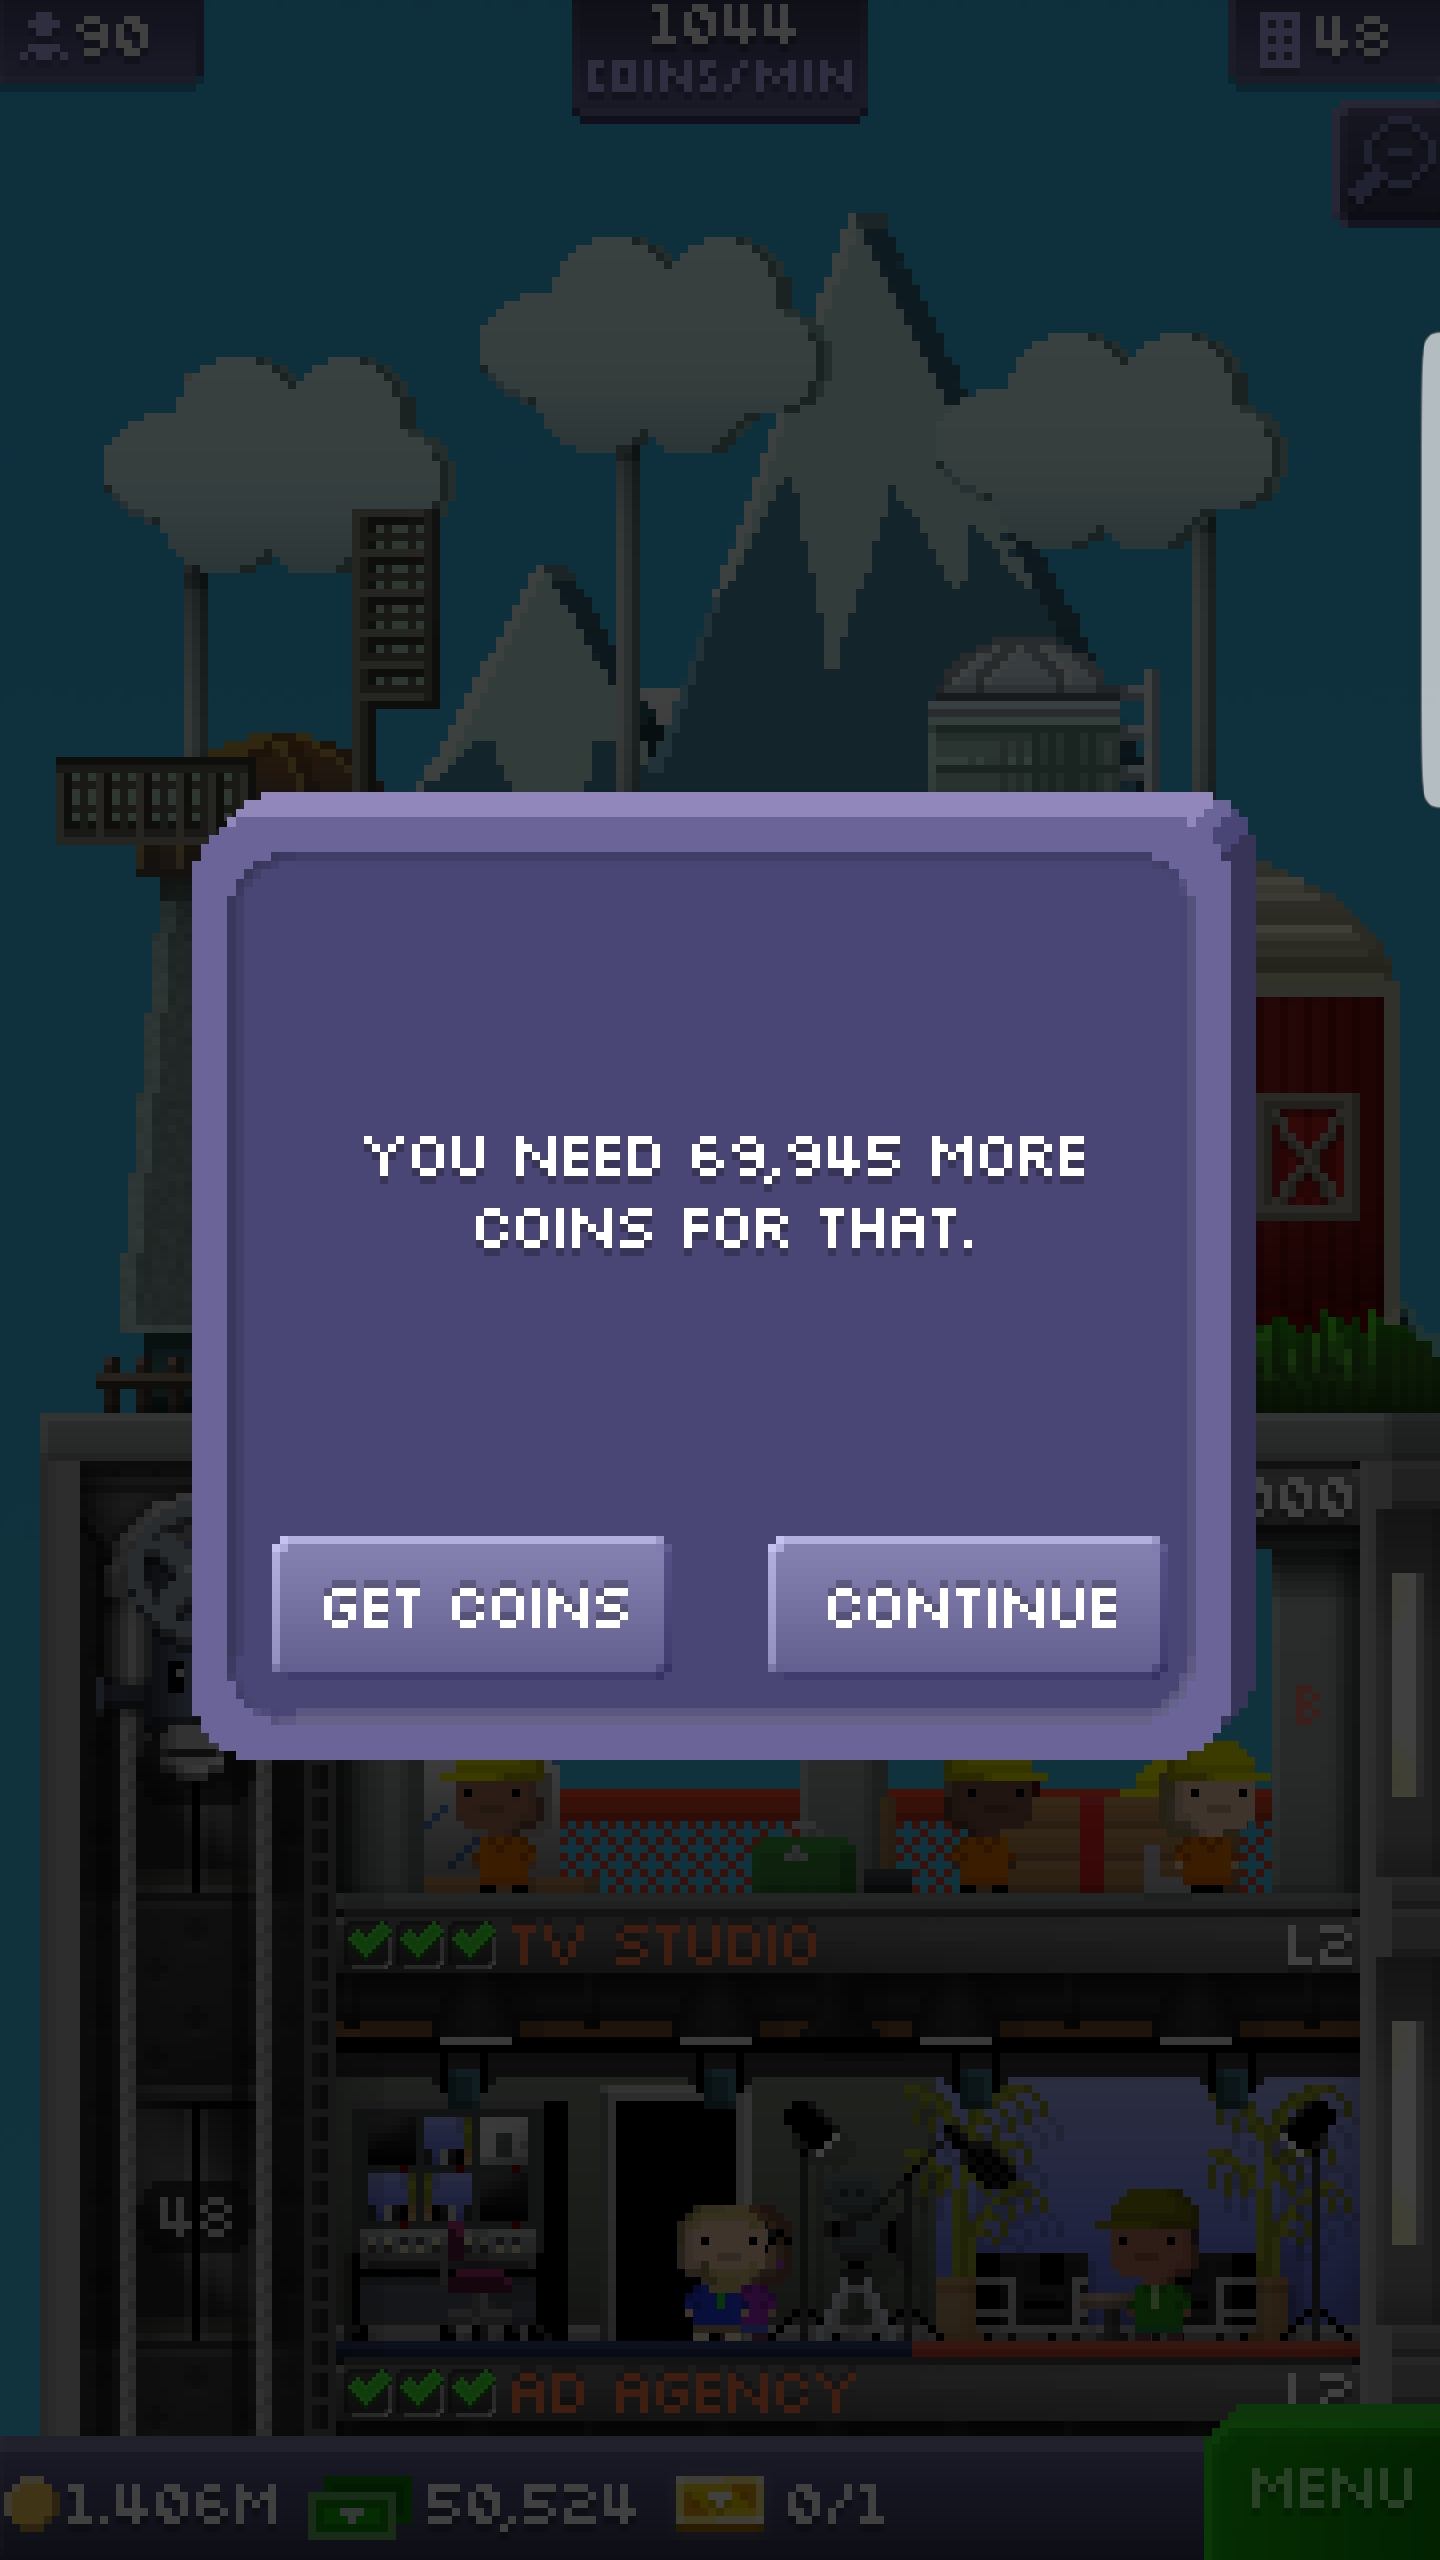 90
1044
COINS/MIN
48
YOU NEED 69,945 MORE
COINS FOR THAT.
GET COINS
CONTINUE
B
TV STUDIO
L2
48
AD AGENCY
L2
1.406M
50,524
0/1
MENU